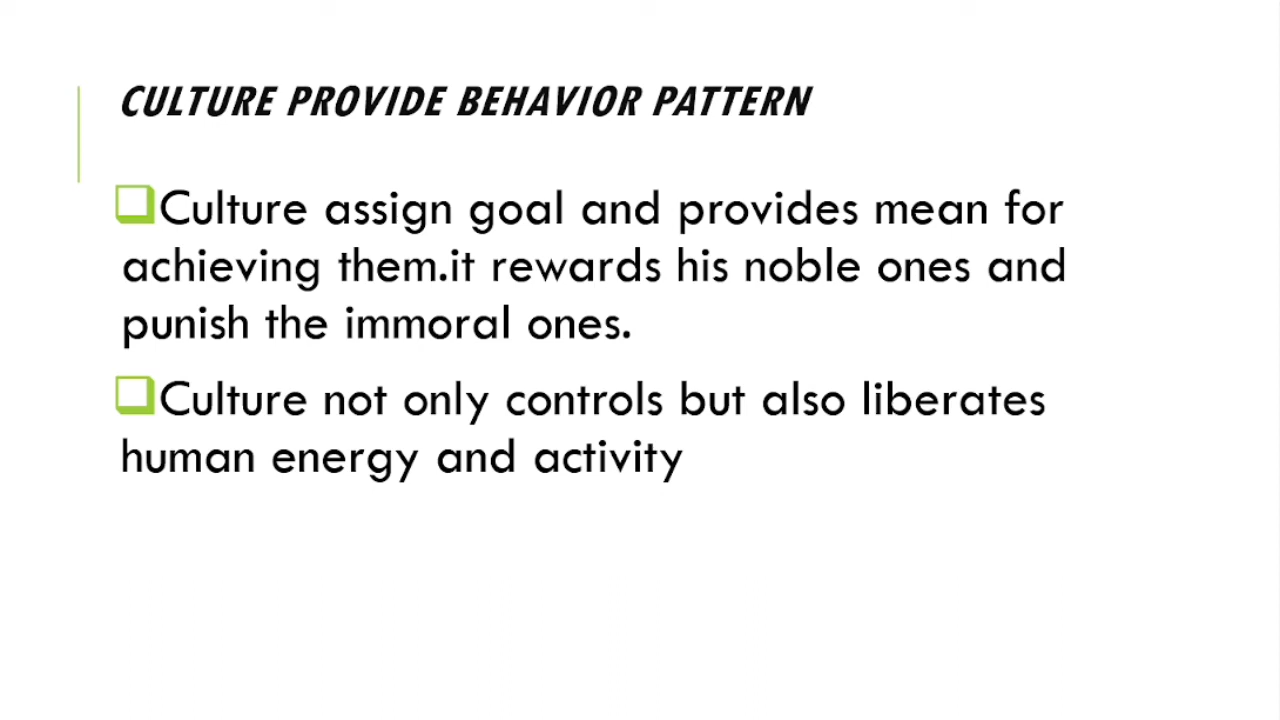 CULTURE PROVIDE BEHAVIOR PATTERN
Culture assign goal and provides mean for
achieving them.it rewards his noble ones and
punish the immoral ones.
Culture not only controls but also liberates
human energy and activity